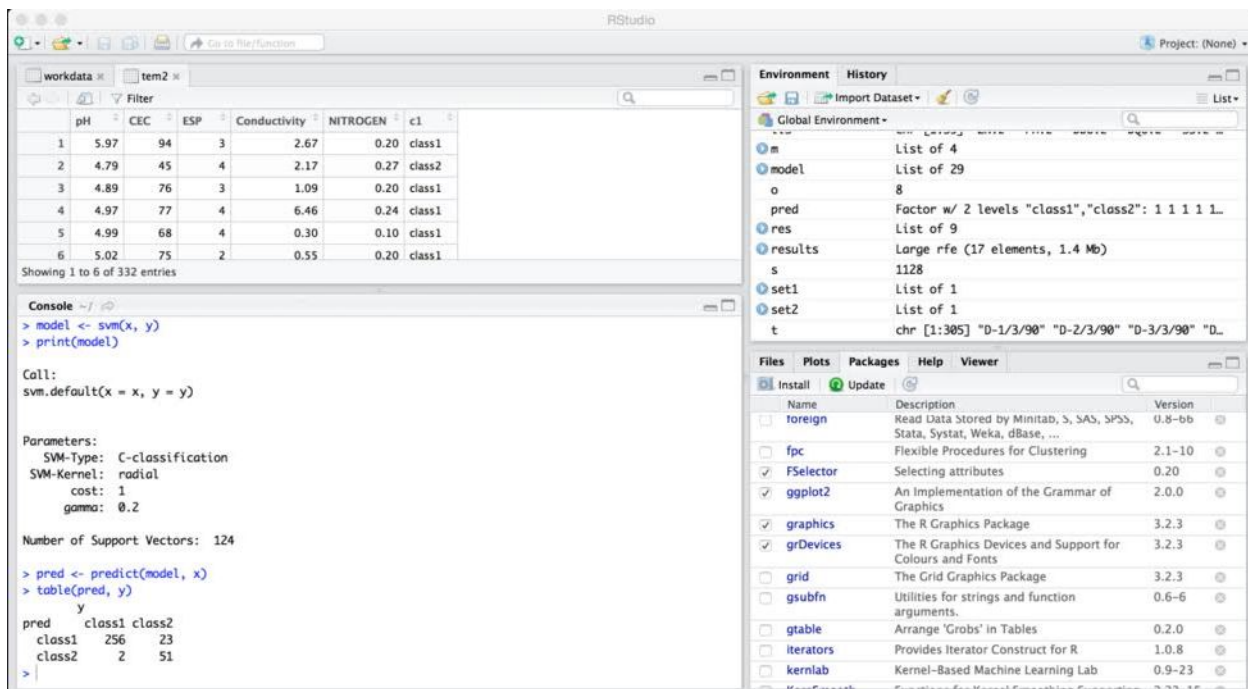 RStudio
Go to file/function
Project: (None)
workdata
tem2
Filter
pH CEC ESP Conductivity NITROGEN c1
1 5.97 94 3 2.67 0.20 class1
2 4.79 45 4 2.17 0.27 class2
3 4.89 76 3 1.09 0.20 class1
4 4.97 77 4 6.46 0.24 class1
5 4.99 68 4 0.30 0.10 class1
6 5.02 75 2 0.55 0.20 class1
Showing 1 to 6 of 332 entries
Console ~/
> model <- svm(x, y)
> print(model)
Call:
svm.default(x = x, y = y)
Parameters:
SVM-Type: C-classification
SVM-Kernel: radial
cost: 1
gamma: 0.2
Number of Support Vectors: 124
> pred <- predict(model, x)
> table(pred, y)
y
pred class1 class2
class1 256 23
class2 2 51
>
Environment History
Import Dataset
List
Global Environment
m List of 4
model List of 29
o 8
pred Factor w/ 2 levels "class1","class2": 1 1 1 1 1…
res List of 9
results Large rfe (17 elements, 1.4 Mb)
s 1128
set1 List of 1
set2 List of 1
t chr [1:305] "D-1/3/90" "D-2/3/90" "D-3/3/90" "D…
Files Plots Packages Help Viewer
Install Update
Name Description Version
foreign Read Data Stored by Minitab, S, SAS, SPSS, 0.8-66
Stata, Systat, Weka, dBase, ...
fpc Flexible Procedures for Clustering 2.1-10
FSelector Selecting attributes 0.20
ggplot2 An Implementation of the Grammar of 2.0.0
Graphics
graphics The R Graphics Package 3.2.3
grDevices The R Graphics Devices and Support for 3.2.3
Colours and Fonts
grid The Grid Graphics Package 3.2.3
gsubfn Utilities for strings and function 0.6-6
arguments.
gtable Arrange 'Grobs' in Tables 0.2.0
iterators Provides Iterator Construct for R 1.0.8
kernlab Kernel-Based Machine Learning Lab 0.9-23